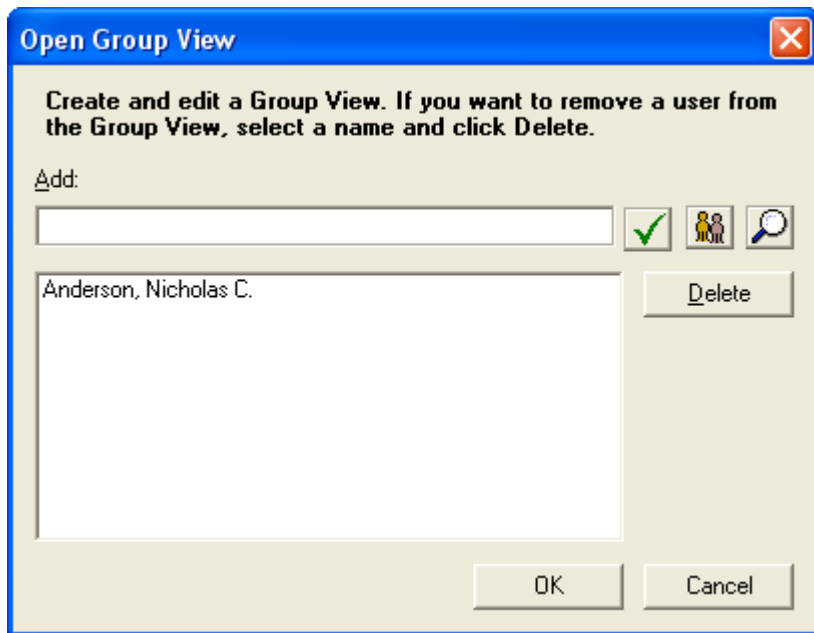 Open Group View
Create and edit a Group View. If you want to remove a user from
the Group View, select a name and click Delete.
Add:
Anderson, Nicholas C.
Delete
OK
Cancel